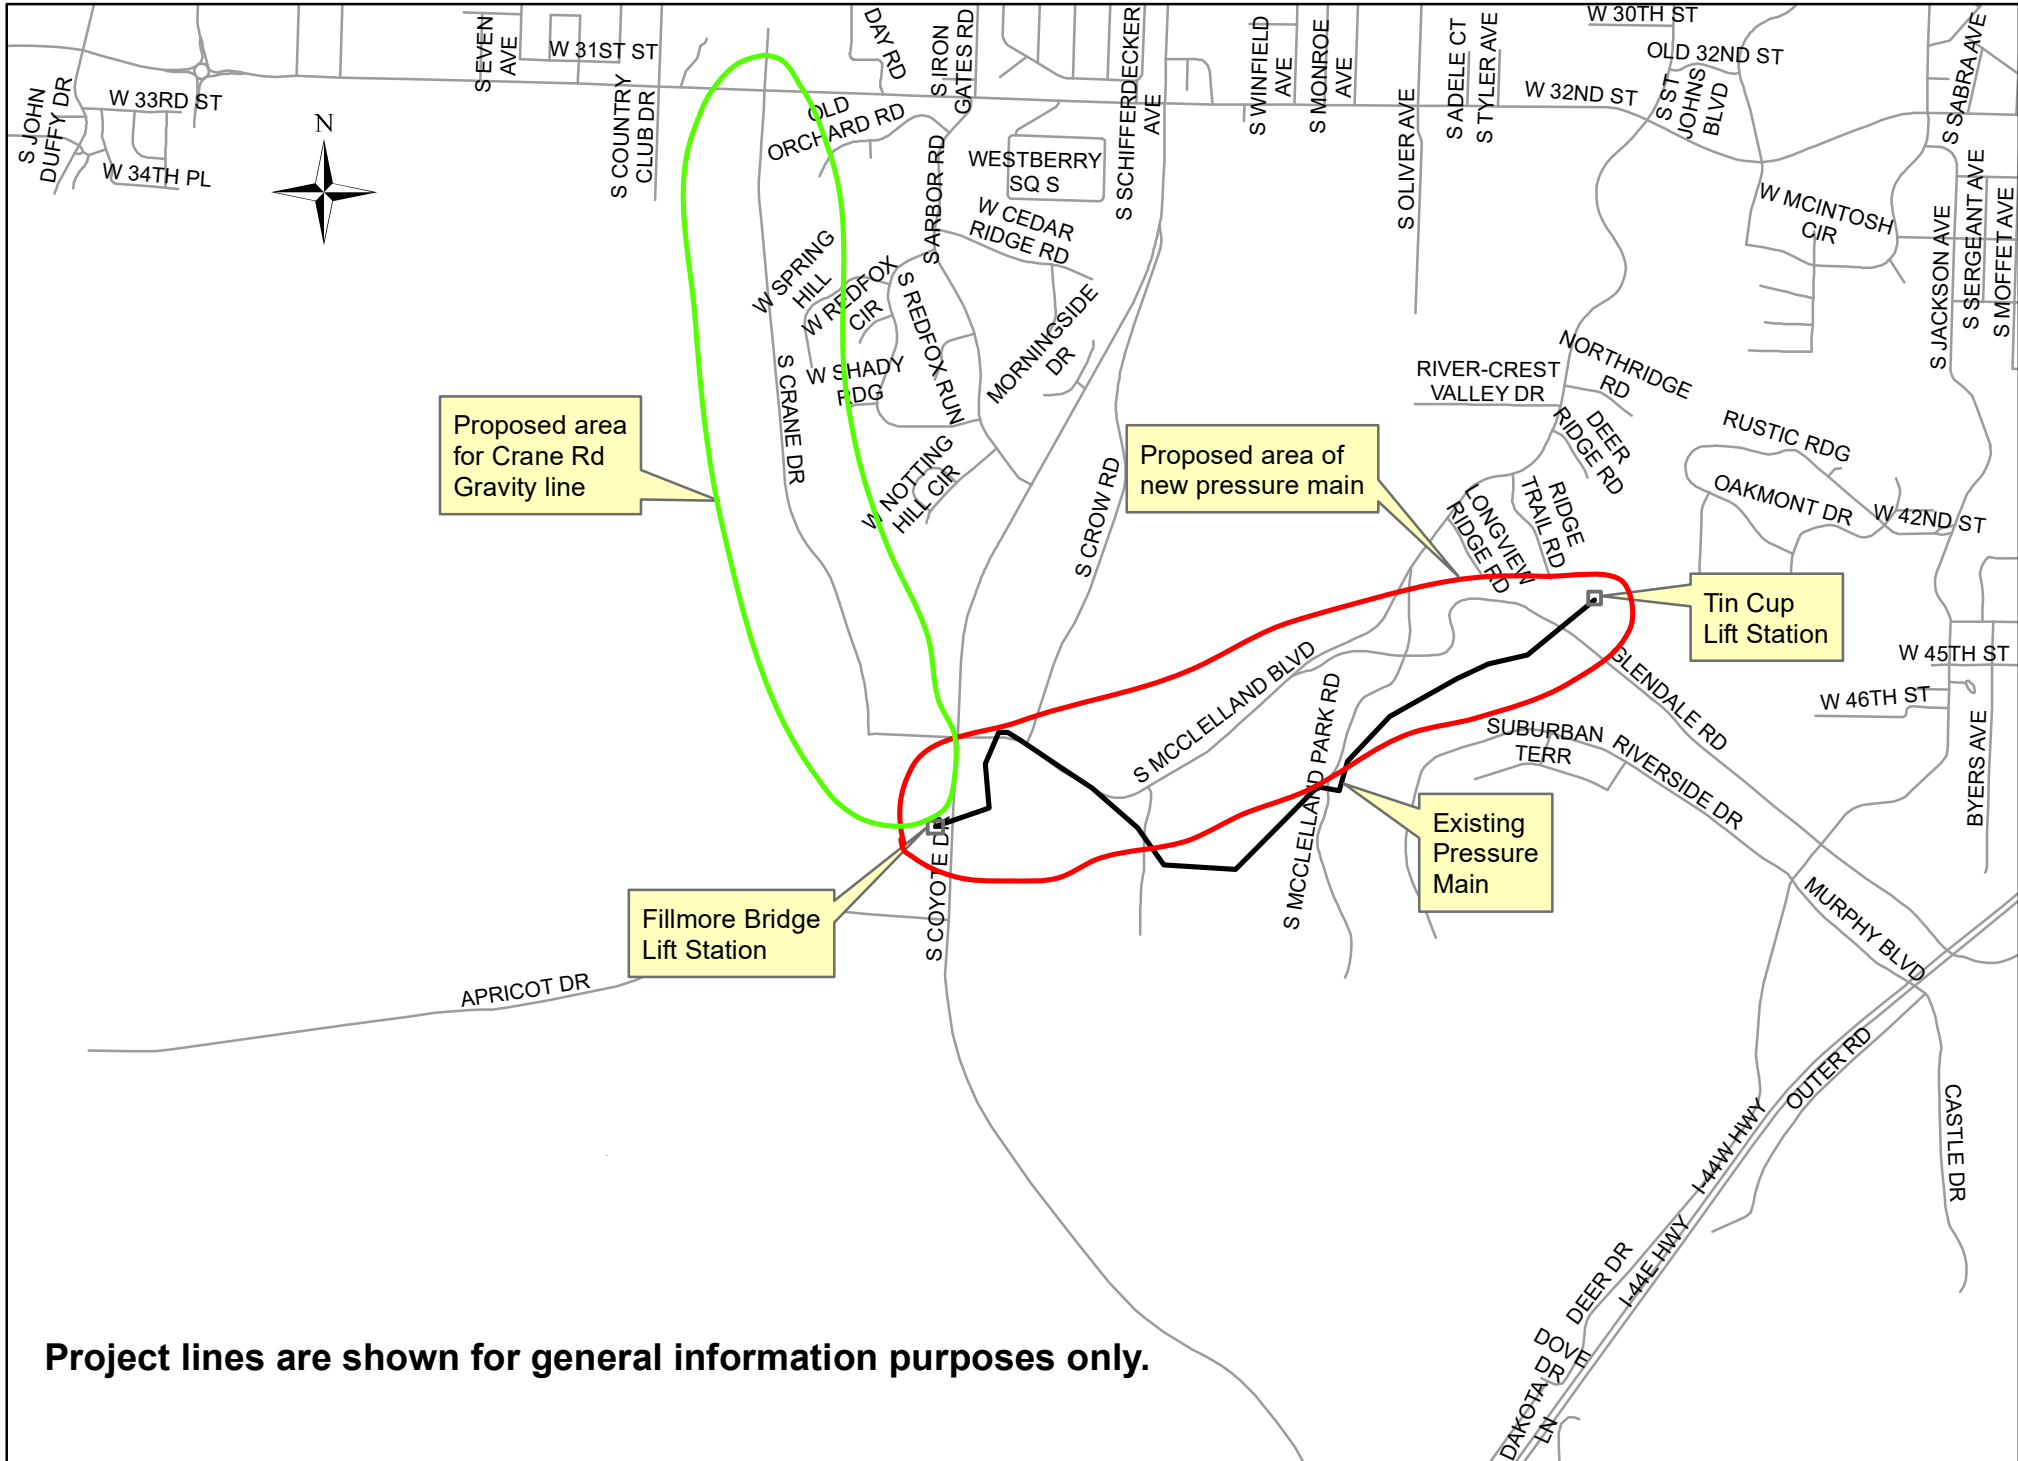 W 30TH ST
OLD 32ND ST
S SEVEN
AVE
W 31ST ST
DAY RD
S IRON
GATES RD
S SCHIFFERDECKER
AVE
S WINFIELD
AVE
S MONROE
AVE
S ADELE CT
S TYLER AVE
W 32ND ST
S ST
JOHNS
BLVD
S SABRA AVE
S JOHN
DUFFY DR
W 33RD ST
W 34TH PL
N
S COUNTRY
CLUB DR
OLD
ORCHARD RD
S ARBOR RD
WESTBERRY
SQ S
W CEDAR
RIDGE RD
S OLIVER AVE
W MCINTOSH
CIR
S JACKSON AVE
S SERGEANT AVE
S MOFFET AVE
W SPRING
HILL
W REDFOX
CIR
S REDFOX RUN
MORNINGSIDE
DR
S CRANE DR
W SHADY
RDG
W NOTTING
HILL CIR
S CROW RD
RIVER-CREST
VALLEY DR
NORTHRIDGE
RD
DEER
RIDGE RD
RUSTIC RDG
OAKMONT DR
W 42ND ST
LONGVIEW
RIDGE RD
RIDGE
TRAIL RD
Proposed area
for Crane Rd
Gravity line
Proposed area of
new pressure main
Tin Cup
Lift Station
W 45TH ST
W 46TH ST
BYERS AVE
S MCCLELLAND BLVD
S MCCLELLAND PARK RD
GLENDALE RD
SUBURBAN
TERR
RIVERSIDE DR
Existing
Pressure
Main
Fillmore Bridge
Lift Station
S COYOTE DR
APRICOT DR
MURPHY BLVD
OUTER RD
CASTLE DR
I-44W HWY
I-44E HWY
DEER DR
DOVE
DR
DAKOTA
LN
Project lines are shown for general information purposes only.